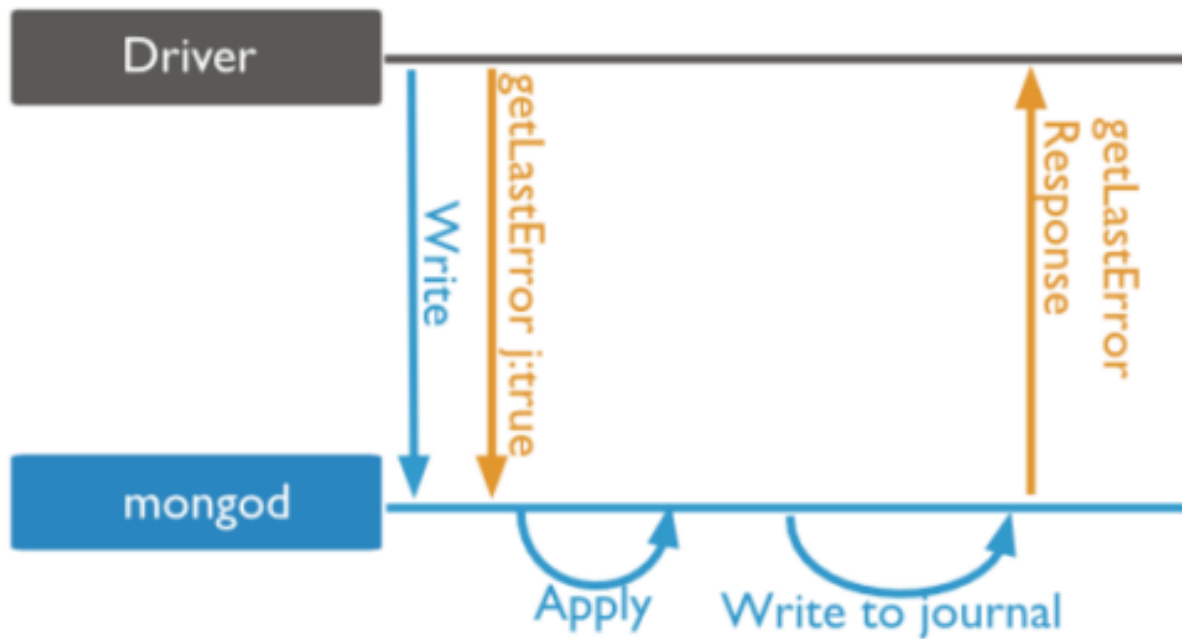 Driver
Write
getLastError j:true
getLastError
Response
mongod
Apply
Write to journal